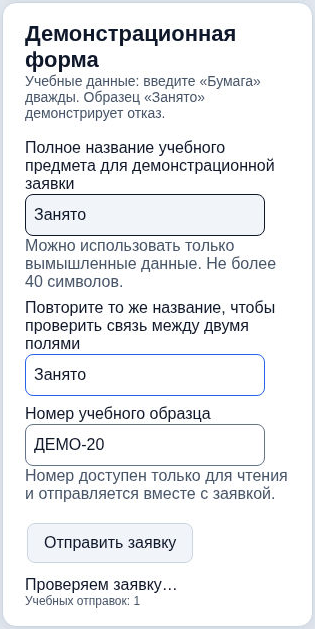 Демонстрационная
форма
Учебные данные: введите «Бумага»
дважды. Образец «Занято»
демонстрирует отказ.
Полное название учебного
предмета для демонстрационной
заявки
Занято
Можно использовать только
вымышленные данные. Не более
40 символов.
Повторите то же название, чтобы
проверить связь между двумя
полями
Занято
Номер учебного образца
ДЕМО-20
Номер доступен только для чтения
и отправляется вместе с заявкой.
Отправить заявку
Проверяем заявку…
Учебных отправок: 1